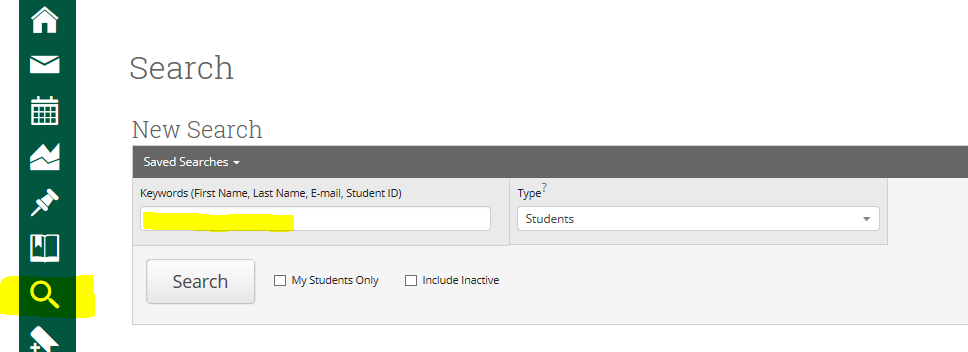 Search
New Search
Saved Searches
Keywords (First Name, Last Name, E-mail, Student ID)
Type?
Students
Search
My Students Only
Include Inactive